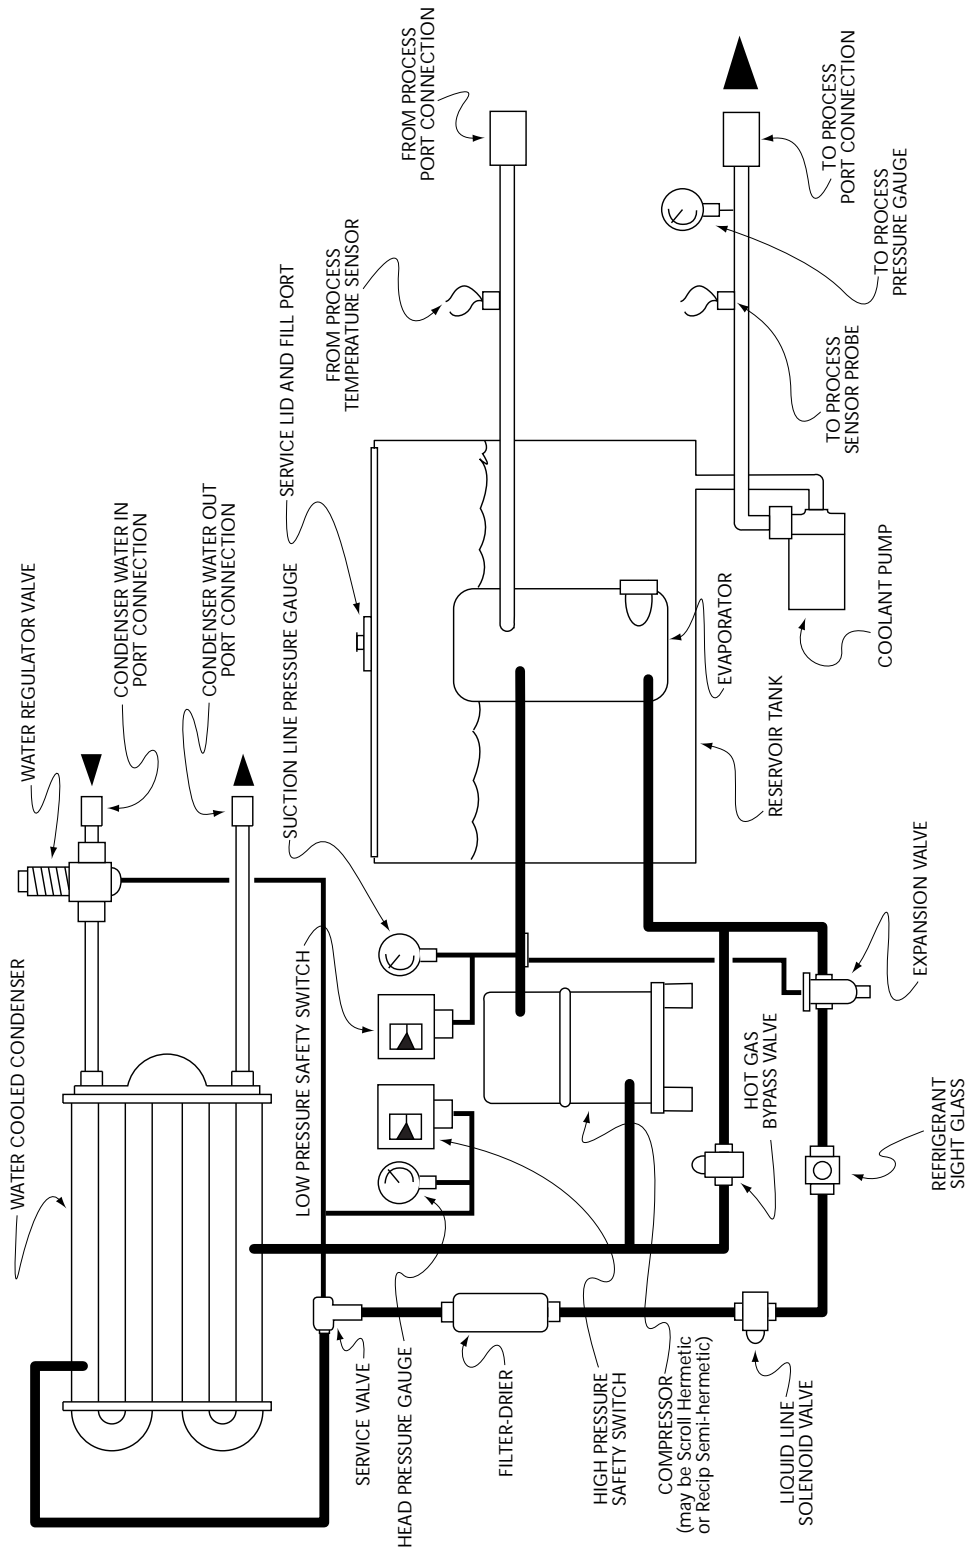 WATER COOLED CONDENSER
WATER REGULATOR VALVE
CONDENSER WATER IN
PORT CONNECTION
CONDENSER WATER OUT
PORT CONNECTION
SERVICE LID AND FILL PORT
SUCTION LINE PRESSURE GAUGE
LOW PRESSURE SAFETY SWITCH
FROM PROCESS
TEMPERATURE SENSOR
FROM PROCESS
PORT CONNECTION
SERVICE VALVE
HEAD PRESSURE GAUGE
FILTER-DRIER
HIGH PRESSURE
SAFETY SWITCH
COMPRESSOR
(may be Scroll Hermetic
or Recip Semi-hermetic)
LIQUID LINE
SOLENOID VALVE
HOT GAS
BYPASS VALVE
REFRIGERANT
SIGHT GLASS
EXPANSION VALVE
RESERVOIR TANK
EVAPORATOR
COOLANT PUMP
TO PROCESS
SENSOR PROBE
TO PROCESS
PRESSURE GAUGE
TO PROCESS
PORT CONNECTION